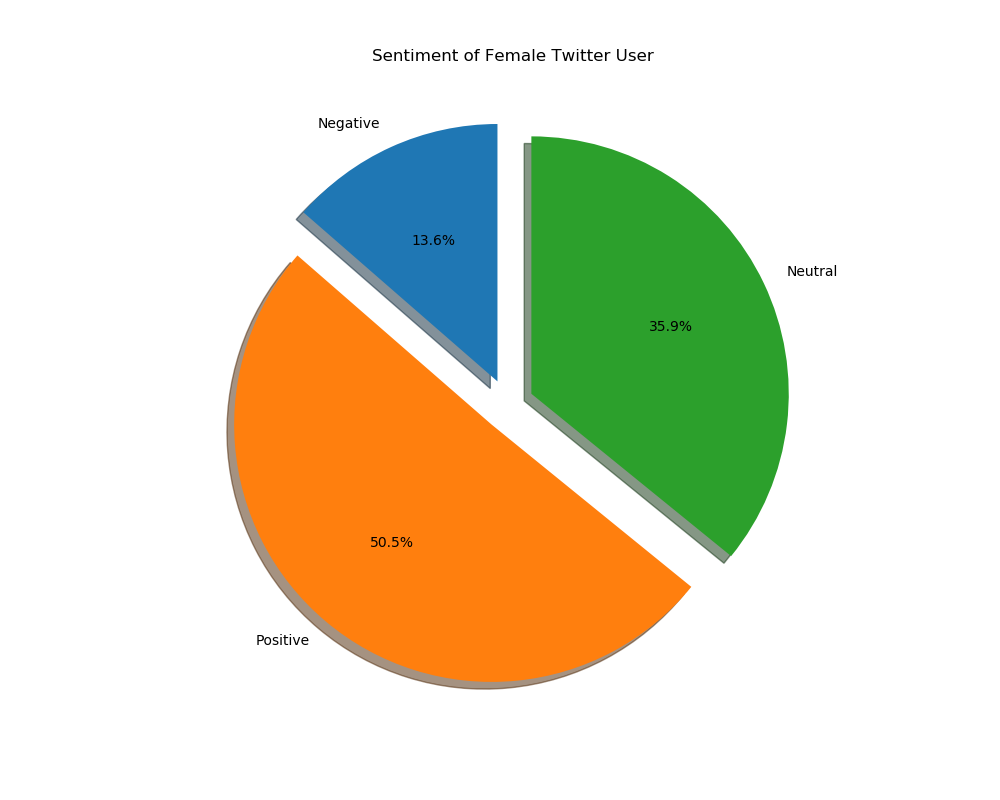 Sentiment of Female Twitter User
Negative
13.6%
Neutral
35.9%
50.5%
Positive